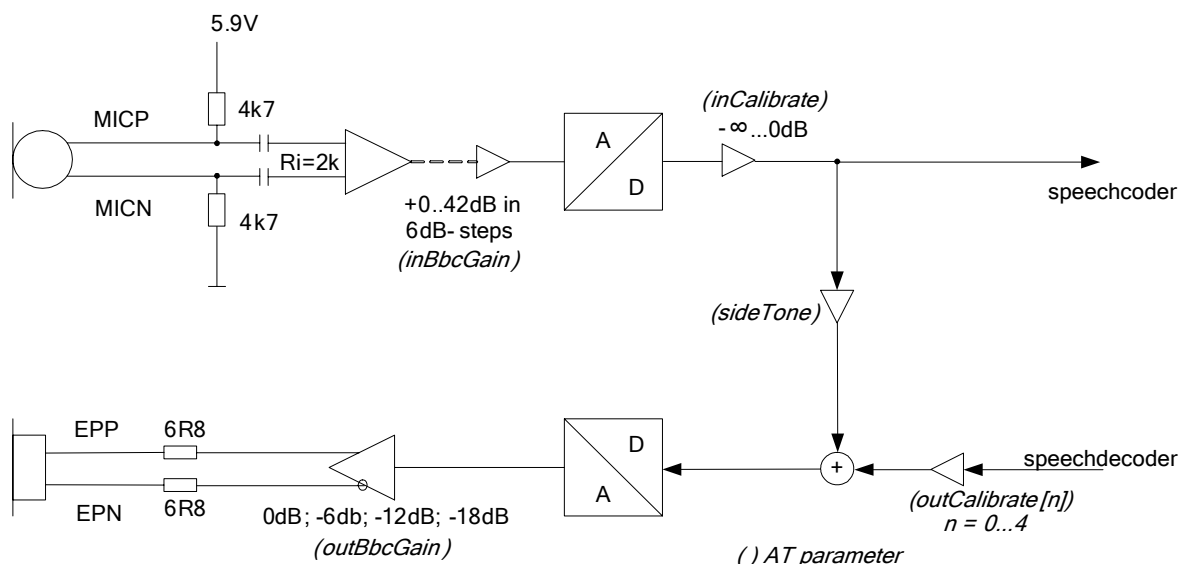 5.9V
4k7
MICP
Ri=2k
MICN
4k7
+0..42dB in
6dB- steps
(inBbcGain)
A
D
(inCalibrate)
- ∞...0dB
speechcoder
(sideTone)
EPP
6R8
EPN
6R8
0dB; -6db; -12dB; -18dB
(outBbcGain)
D
A
+
speechdecoder
(outCalibrate[n])
n = 0...4
( ) AT parameter